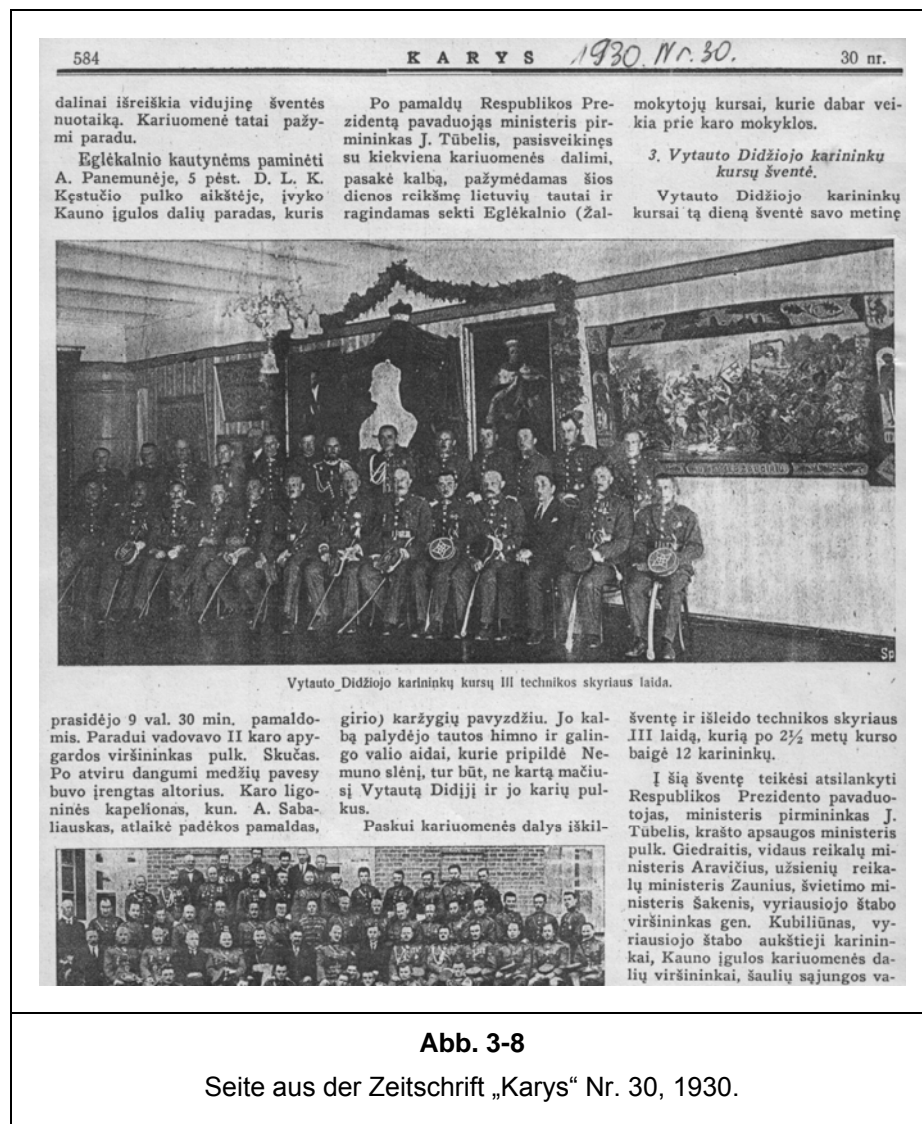 584
KARYS
1930. Nr. 30.
30 nr.
dalinai išreiškia vidujinę šventės
nuotaiką. Kariuomenė tatai pažy-
mi paradu.
Eglėkalnio kautynėms paminėti
A. Panemunėje, 5 pėst. D. L. K.
Kęstučio pulko aikštėje, įvyko
Kauno įgulos dalių paradas, kuris
Po pamaldų Respublikos Pre-
zidentą pavaduojąs ministeris pir-
mininkas J. Tūbelis, pasisveikinęs
su kiekviena kariuomenės dalimi,
pasakė kalbą, pažymėdamas šios
dienos reikšmę lietuvių tautai ir
ragindamas sekti Eglėkalnio (Žal-
mokytojų kursai, kurie dabar vei-
kia prie karo mokyklos.
3. Vytauto Didžiojo karininkų
kursų šventė.
Vytauto Didžiojo karininkų
kursai tą dieną šventė savo metinę
Sp
Vytauto Didžiojo karininkų kursų III technikos skyriaus laida.
prasidėjo 9 val. 30 min. pamaldo-
mis. Paradui vadovavo II karo apy-
gardos viršininkas pulk. Skučas.
Po atviru dangumi medžių pavesy
buvo įrengtas altorius. Karo ligo-
ninės kapelionas, kun. A. Saba-
liauskas, atlaikė padėkos pamaldas,
girio) karžygių pavyzdžiu. Jo kal-
bą palydėjo tautos himno ir galin-
go valio aidai, kurie pripildė Ne-
muno slėnį, tur būt, ne kartą mačiu-
sį Vytautą Didįjį ir jo karių pul-
kus.
Paskui kariuomenės dalys iškil-
šventę ir išleido technikos skyriaus
III laidą, kurią po 2½ metų kurso
baigė 12 karininkų.
Į šią šventę teikėsi atsilankyti
Respublikos Prezidento pavaduo-
tojas, ministeris pirmininkas J.
Tūbelis, krašto apsaugos ministeris
pulk. Giedraitis, vidaus reikalų mi-
nisteris Aravičius, užsienių reika-
lų ministeris Zaunius, švietimo mi-
nisteris Šakenis, vyriausiojo štabo
viršininkas gen. Kubiliūnas, vy-
riausiojo štabo aukštieji karinin-
kai, Kauno įgulos kariuomenės da-
lių viršininkai, šaulių sąjungos va-
Abb. 3-8
Seite aus der Zeitschrift „Karys“ Nr. 30, 1930.